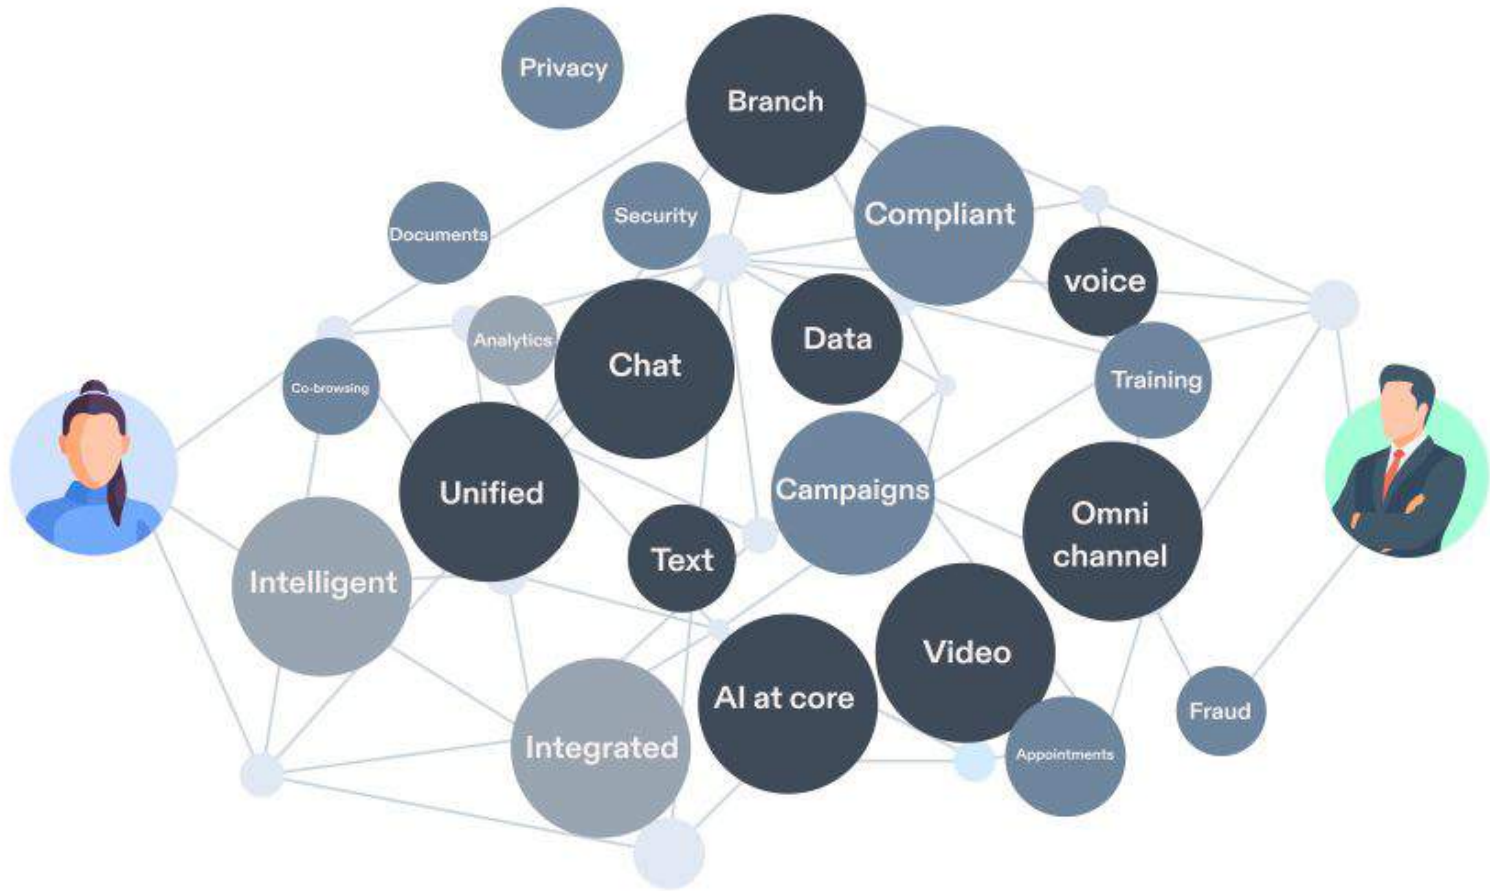 Privacy
Branch
Documents
Security
Compliant
voice
Analytics
Chat
Data
Co-browsing
Training
Unified
Campaigns
Omni
channel
Text
Intelligent
Video
AI at core
Integrated
Fraud
Appointments